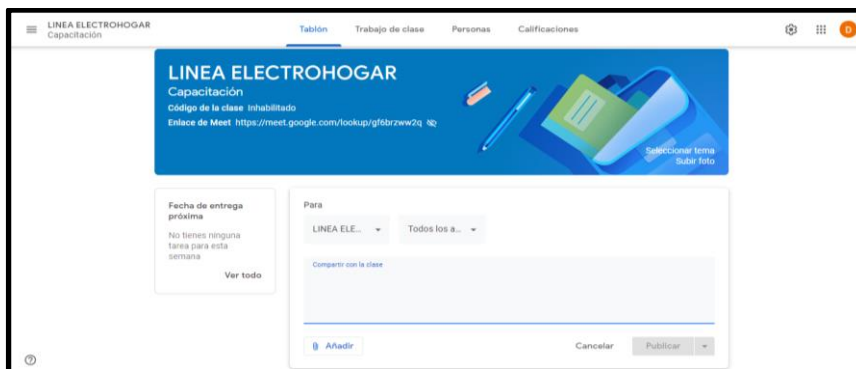 LINEA ELECTROHOGAR
Capacitación
Tablón Trabajo de clase Personas Calificaciones
D
LINEA ELECTROHOGAR
Capacitación
Código de la clase Inhabilitado
Enlace de Meet https://meet.google.com/lookup/gf6brzww2q
Seleccionar tema
Subir foto
Fecha de entrega
próxima
No tienes ninguna
tarea para esta
semana
Ver todo
Para
LINEA ELE... Todos los a...
Compartir con la clase
Añadir Cancelar Publicar